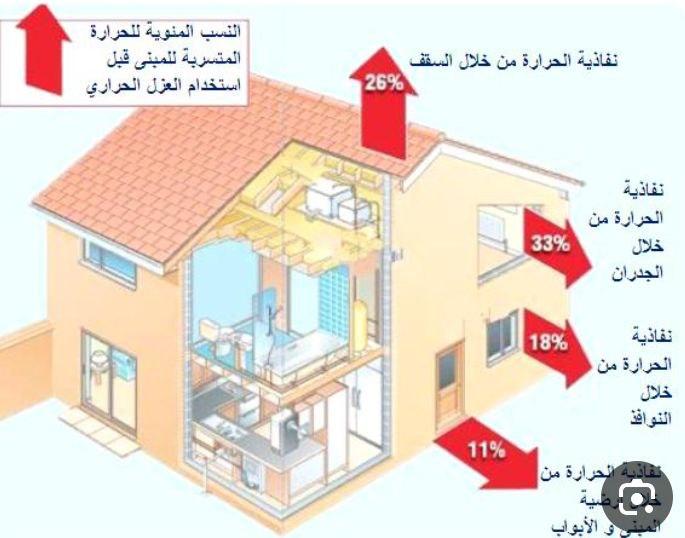 النسب المئوية للحرارة
المتسربة للمبنى قبل
استخدام العزل الحراري
نفاذية الحرارة من خلال السقف
26%
نفاذية
الحرارة من
خلال
الجدران
33%
نفاذية
الحرارة من
خلال
النوافذ
18%
11%
نفاذية الحرارة من
خلال
المبنى و الأبواب